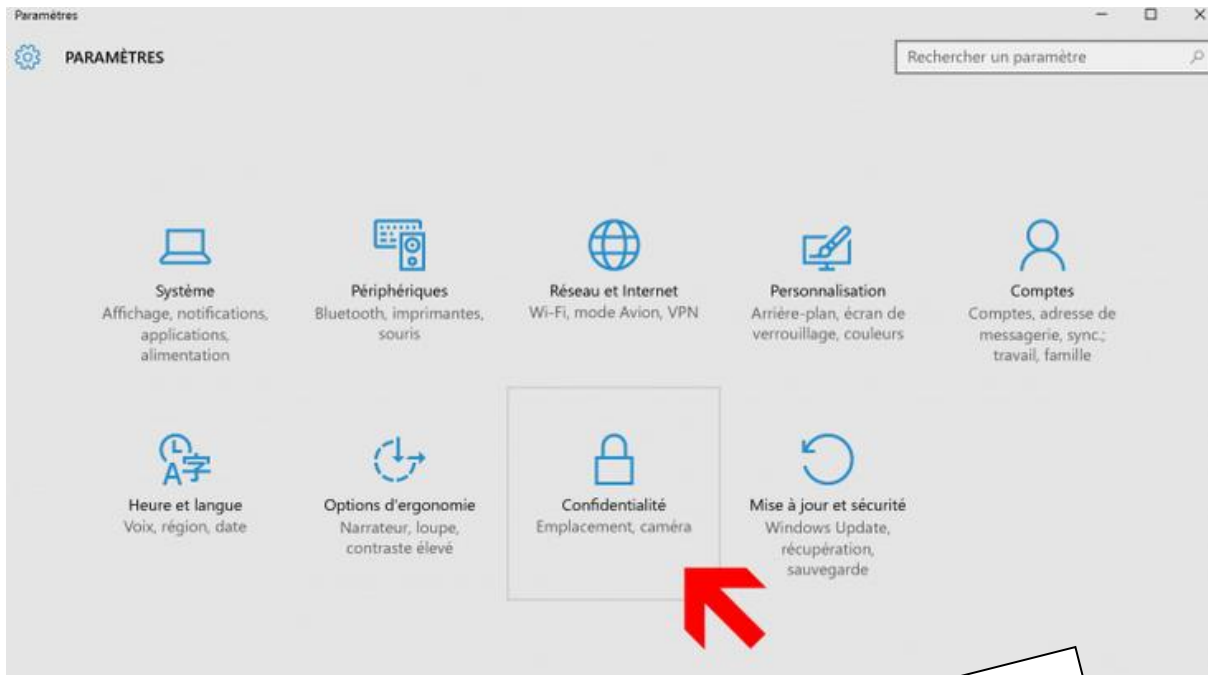 Paramètres
PARAMÈTRES
Rechercher un paramètre
Système
Affichage, notifications,
applications,
alimentation
Périphériques
Bluetooth, imprimantes,
souris
Réseau et Internet
Wi-Fi, mode Avion, VPN
Personnalisation
Arrière-plan, écran de
verrouillage, couleurs
Comptes
Comptes, adresse de
messagerie, sync.;
travail, famille
Heure et langue
Voix, région, date
Options d'ergonomie
Narrateur, loupe,
contraste élevé
Confidentialité
Emplacement, caméra
Mise à jour et sécurité
Windows Update,
récupération,
sauvegarde